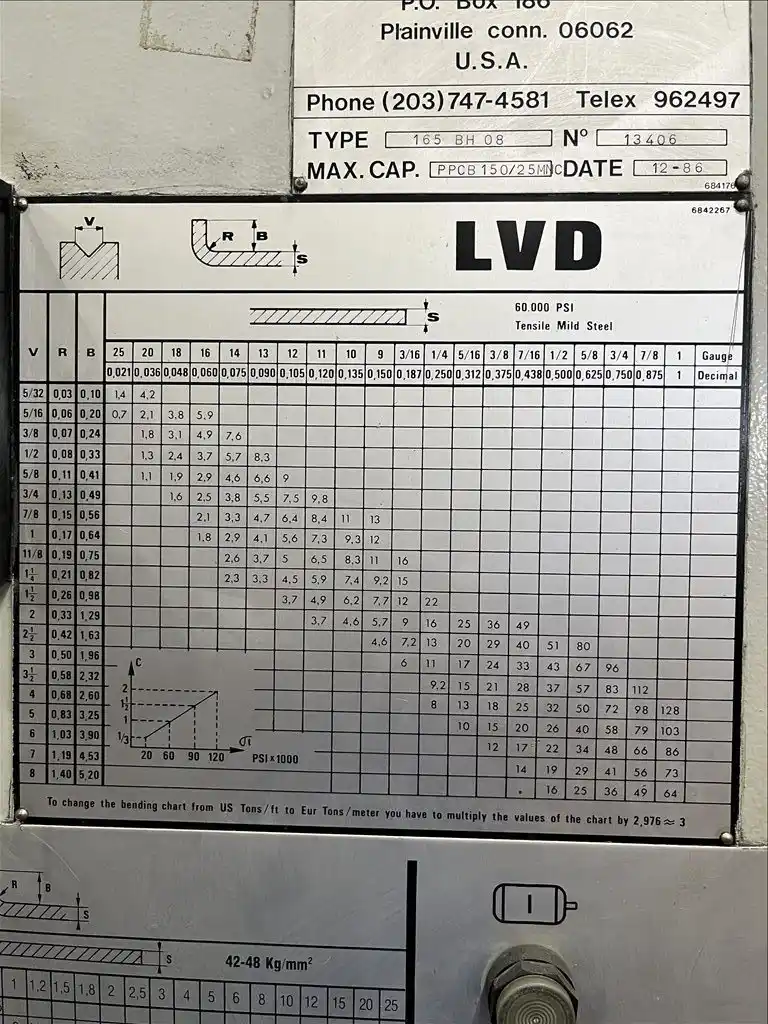 P.O. Box 186
Plainville conn. 06062
U.S.A.
Phone (203) 747-4581 Telex 962497
TYPE 165 BH 08 Nº 13406
MAX. CAP. PPCB 150/25MNC DATE 12-86
684176
6842267
V
R B
S
LVD
S
60.000 PSI
Tensile Mild Steel
V R B 25 20 18 16 14 13 12 11 10 9 3/16 1/4 5/16 3/8 7/16 1/2 5/8 3/4 7/8 1 Gauge
0,021 0,036 0,048 0,060 0,075 0,090 0,105 0,120 0,135 0,150 0,187 0,250 0,312 0,375 0,438 0,500 0,625 0,750 0,875 1 Decimal
5/32 0,03 0,10 1,4 4,2
5/16 0,06 0,20 0,7 2,1 3,8 5,9
3/8 0,07 0,24 1,8 3,1 4,9 7,6
1/2 0,08 0,33 1,3 2,4 3,7 5,7 8,3
5/8 0,11 0,41 1,1 1,9 2,9 4,6 6,6 9
3/4 0,13 0,49 1,6 2,5 3,8 5,5 7,5 9,8
7/8 0,15 0,56 2,1 3,3 4,7 6,4 8,4 11 13
1 0,17 0,64 1,8 2,9 4,1 5,6 7,3 9,3 12
11/8 0,19 0,75 2,6 3,7 5 6,5 8,3 11 16
1¼ 0,21 0,82 2,3 3,3 4,5 5,9 7,4 9,2 15
1½ 0,26 0,98 3,7 4,9 6,2 7,7 12 22
2 0,33 1,29 3,7 4,6 5,7 9 16 25 36 49
2½ 0,42 1,63 4,6 7,2 13 20 29 40 51 80
3 0,50 1,96 6 11 17 24 33 43 67 96
3½ 0,58 2,32 9,2 15 21 28 37 57 83 112
4 0,68 2,60 8 13 18 25 32 50 72 98 128
5 0,83 3,25 10 15 20 26 40 58 79 103
6 1,03 3,90 12 17 22 34 48 66 86
7 1,19 4,53 14 19 29 41 56 73
8 1,40 5,20 16 25 36 49 64
C
2
1½
1
1/3
20 60 90 120 σt PSI x 1000
To change the bending chart from US Tons/ft to Eur Tons/meter you have to multiply the values of the chart by 2,976 ≈ 3
R B
S
S 42-48 Kg/mm²
1 1,2 1,5 1,8 2 2,5 3 4 5 6 8 10 12 15 20 25
I